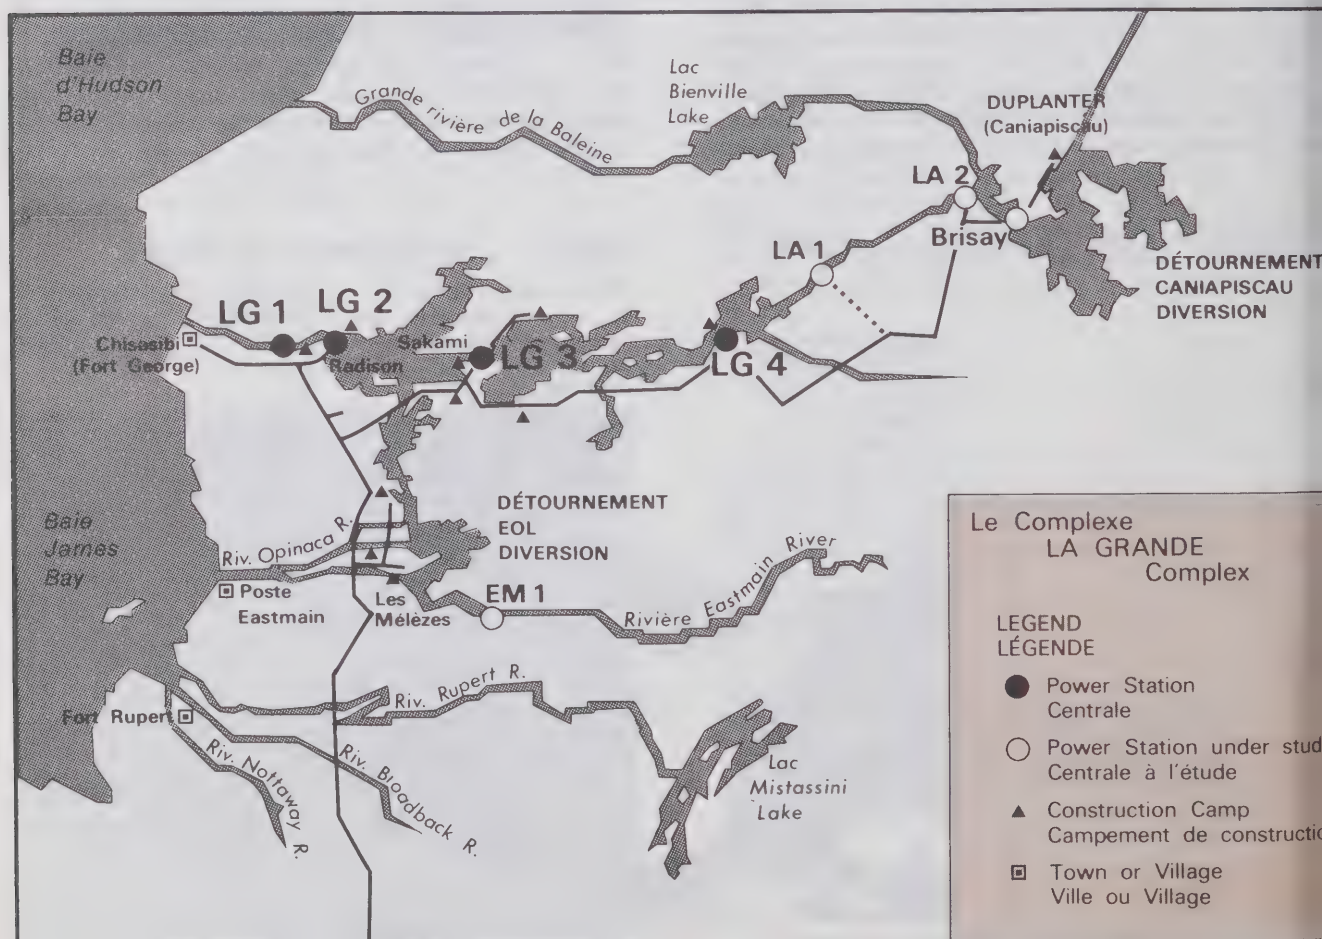 Baie
d'Hudson
Bay
Grande rivière de la Baleine
Lac
Bienville
Lake
DUPLANTER
(Caniapiscau)
LA 2
Brisay
LA 1
DÉTOURNEMENT
CANIAPISCAU
DIVERSION
LG 1
LG 2
Sakami
LG 3
LG 4
Chisasibi
(Fort George)
Radison
DÉTOURNEMENT
EOL
DIVERSION
Baie
James
Bay
Riv. Opinaca R.
Poste
Eastmain
Les
Mélèzes
EM 1
Rivière Eastmain River
Riv. Rupert R.
Fort Rupert
Riv. Nottaway R.
Riv. Broadback R.
Lac
Mistassini
Lake
Le Complexe
LA GRANDE
Complex
LEGEND
LÉGENDE
Power Station
Centrale
Power Station under stud
Centrale à l'étude
Construction Camp
Campement de constructio
Town or Village
Ville ou Village